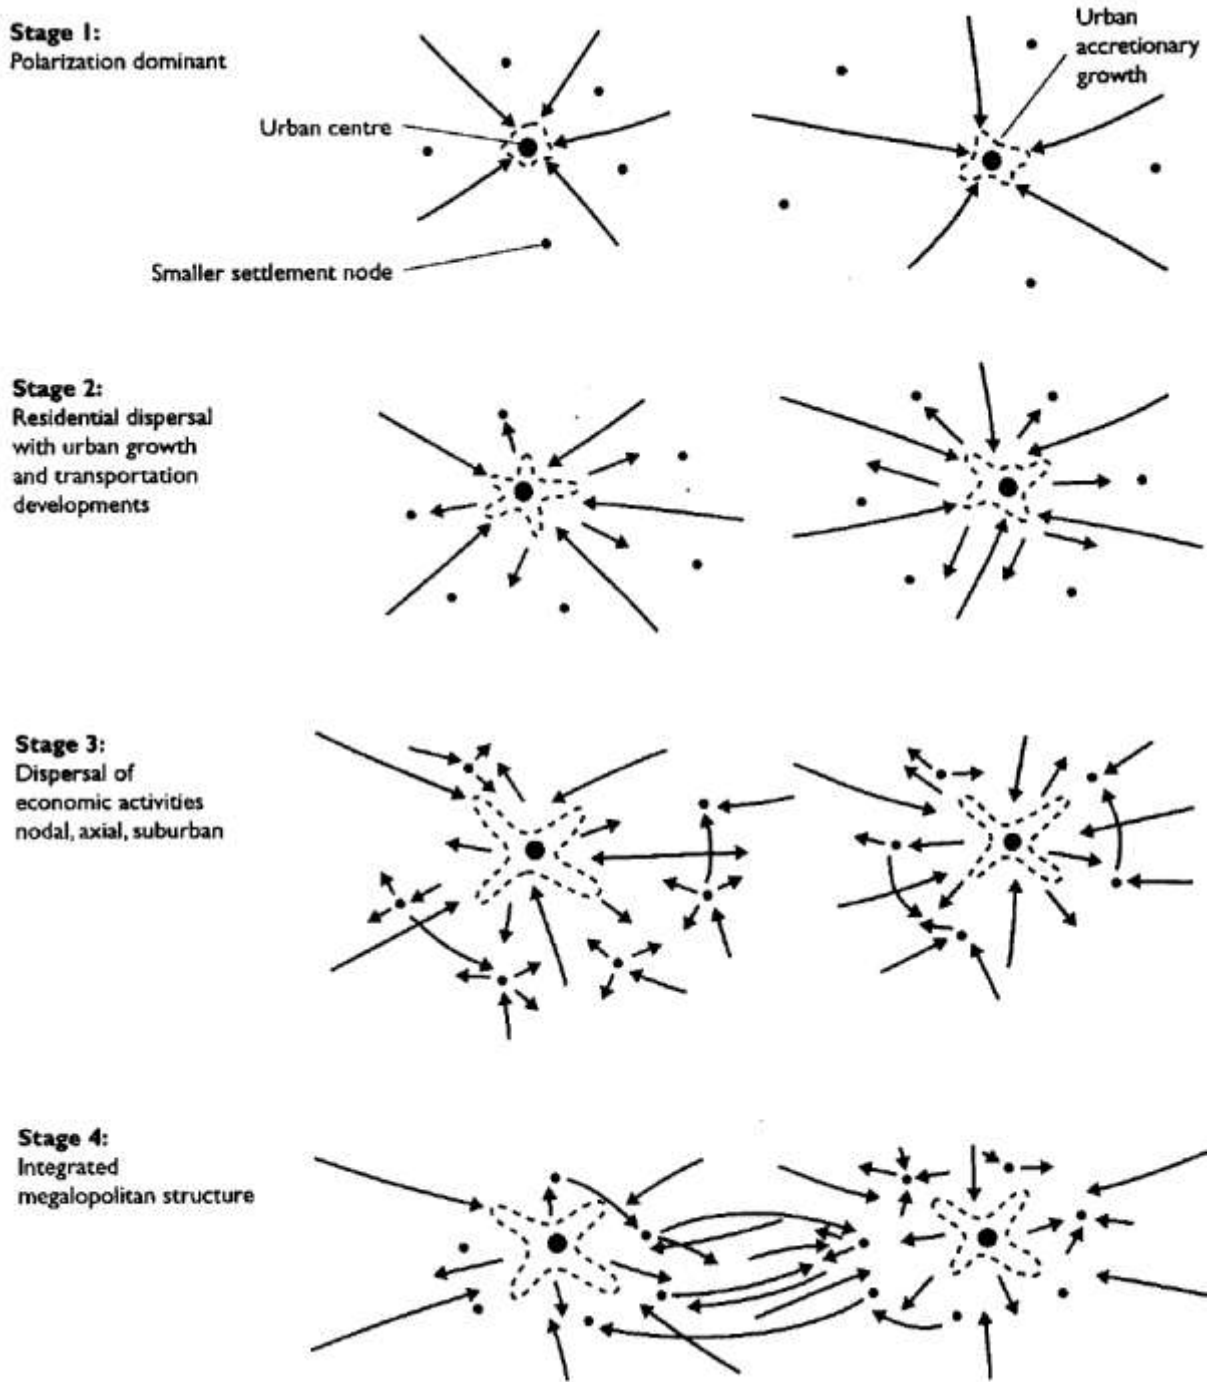 Stage 1:
Polarization dominant
Urban centre
Smaller settlement node
Urban
accretionary
growth
Stage 2:
Residential dispersal
with urban growth
and transportation
developments
Stage 3:
Dispersal of
economic activities
nodal, axial, suburban
Stage 4:
Integrated
megalopolitan structure